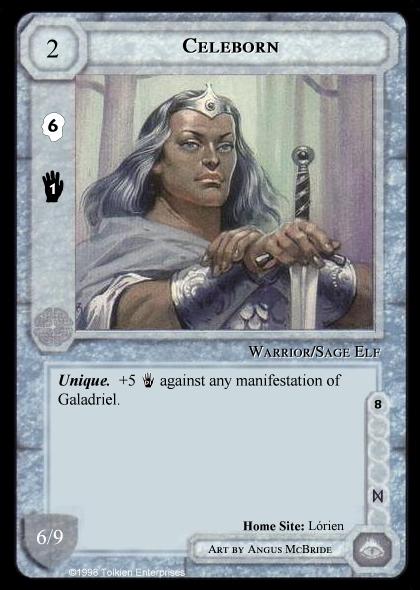 2
CELEBORN
6
1
WARRIOR/SAGE ELF
Unique. +5 against any manifestation of
Galadriel.
8
ᛞ
Home Site: Lórien
6/9
ART BY ANGUS MCBRIDE
©1998 Tolkien Enterprises